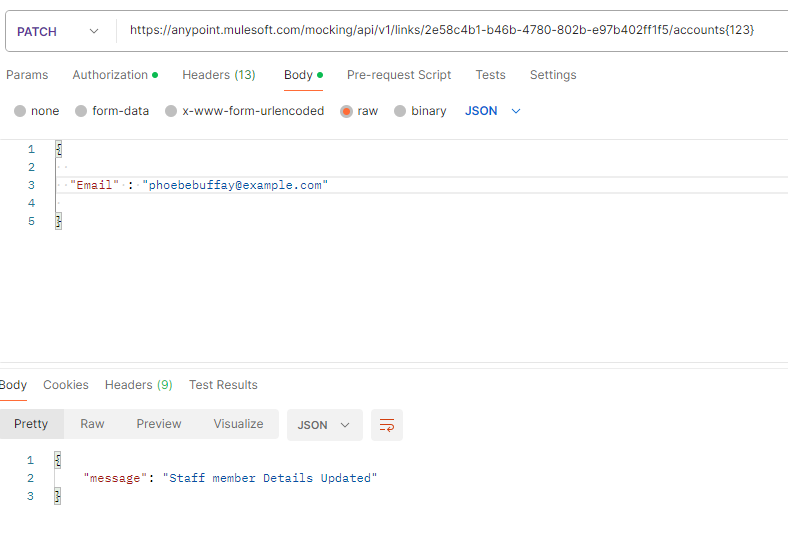 PATCH https://anypoint.mulesoft.com/mocking/api/v1/links/2e58c4b1-b46b-4780-802b-e97b402ff1f5/accounts{123}
Params Authorization Headers (13) Body Pre-request Script Tests Settings
none form-data x-www-form-urlencoded raw binary JSON
1 {
2
3 "Email" : "phoebebuffay@example.com"
4
5 }
Body Cookies Headers (9) Test Results
Pretty Raw Preview Visualize JSON
1 {
2 "message": "Staff member Details Updated"
3 }